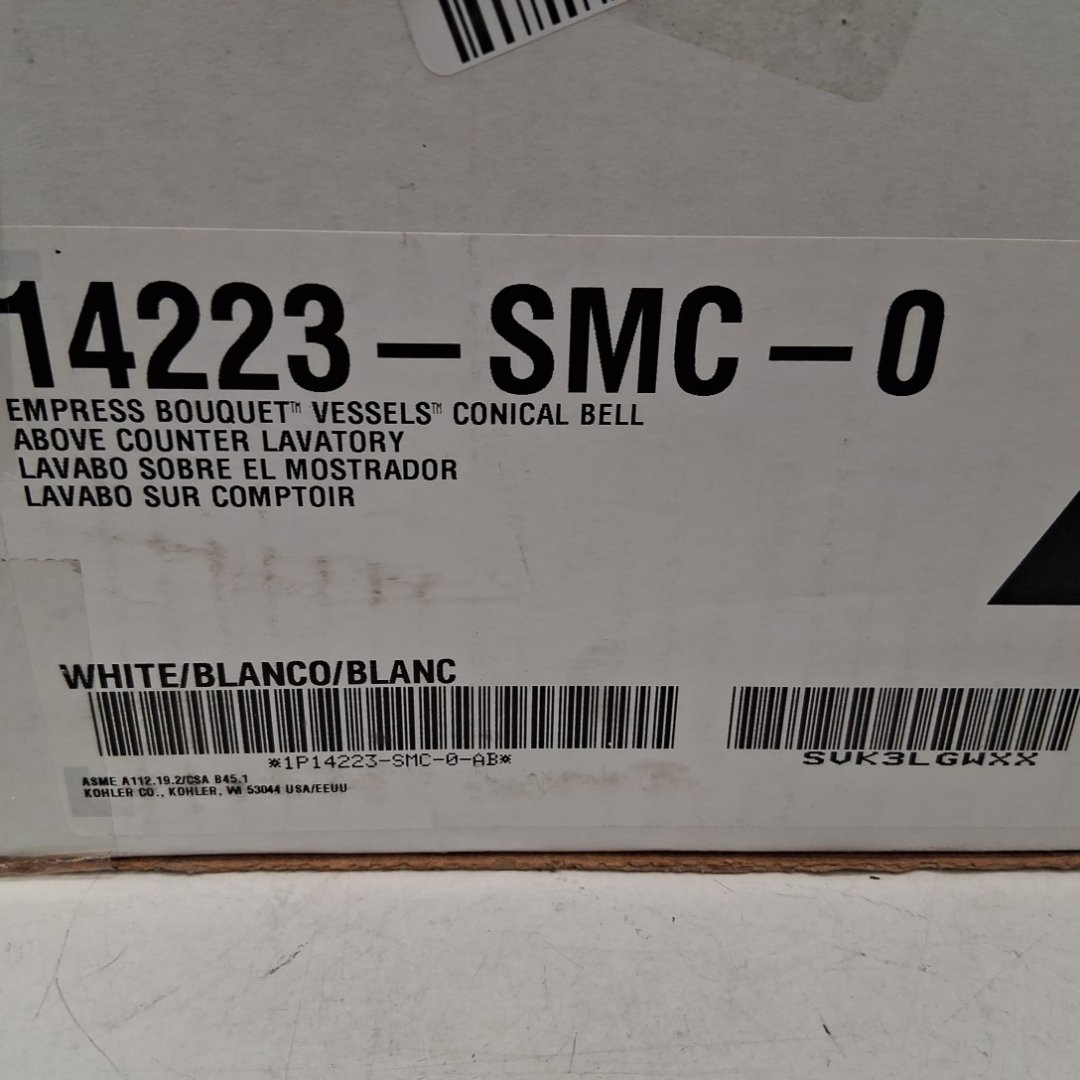 14223-SMC-0
EMPRESS BOUQUET™ VESSELS™ CONICAL BELL
ABOVE COUNTER LAVATORY
LAVABO SOBRE EL MOSTRADOR
LAVABO SUR COMPTOIR
WHITE/BLANCO/BLANC
*1P14223-SMC-0-AB*
SVK3LGWXX
ASME A112.19.2/CSA B45.1
KOHLER CO., KOHLER, WI 53044 USA/EEUU